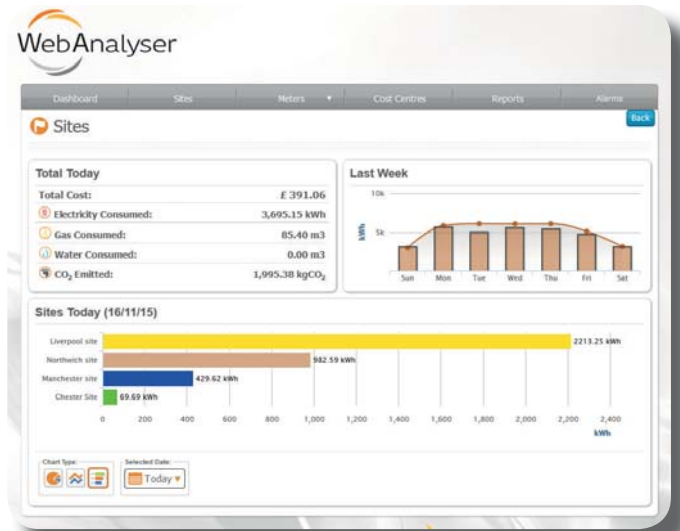 WebAnalyser
Dashboard Sites Meters ▼ Cost Centres Reports Alarms
Sites
Back
Total Today
Total Cost: £ 391.06
Electricity Consumed: 3,695.15 kWh
Gas Consumed: 85.40 m3
Water Consumed: 0.00 m3
CO₂ Emitted: 1,995.38 kgCO₂
Last Week
10k
5k
kWh
Sun Mon Tue Wed Thu Fri Sat
Sites Today (16/11/15)
Liverpool site 2213.25 kWh
Northwich site 982.59 kWh
Manchester site 429.62 kWh
Chester Site 69.69 kWh
0 200 400 600 800 1,000 1,200 1,400 1,600 1,800 2,000 2,200 2,400
kWh
Chart Type: Selected Date:
Today ▼